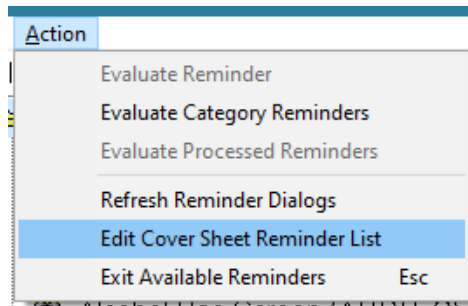 Action
Evaluate Reminder
Evaluate Category Reminders
Evaluate Processed Reminders
Refresh Reminder Dialogs
Edit Cover Sheet Reminder List
Exit Available Reminders Esc